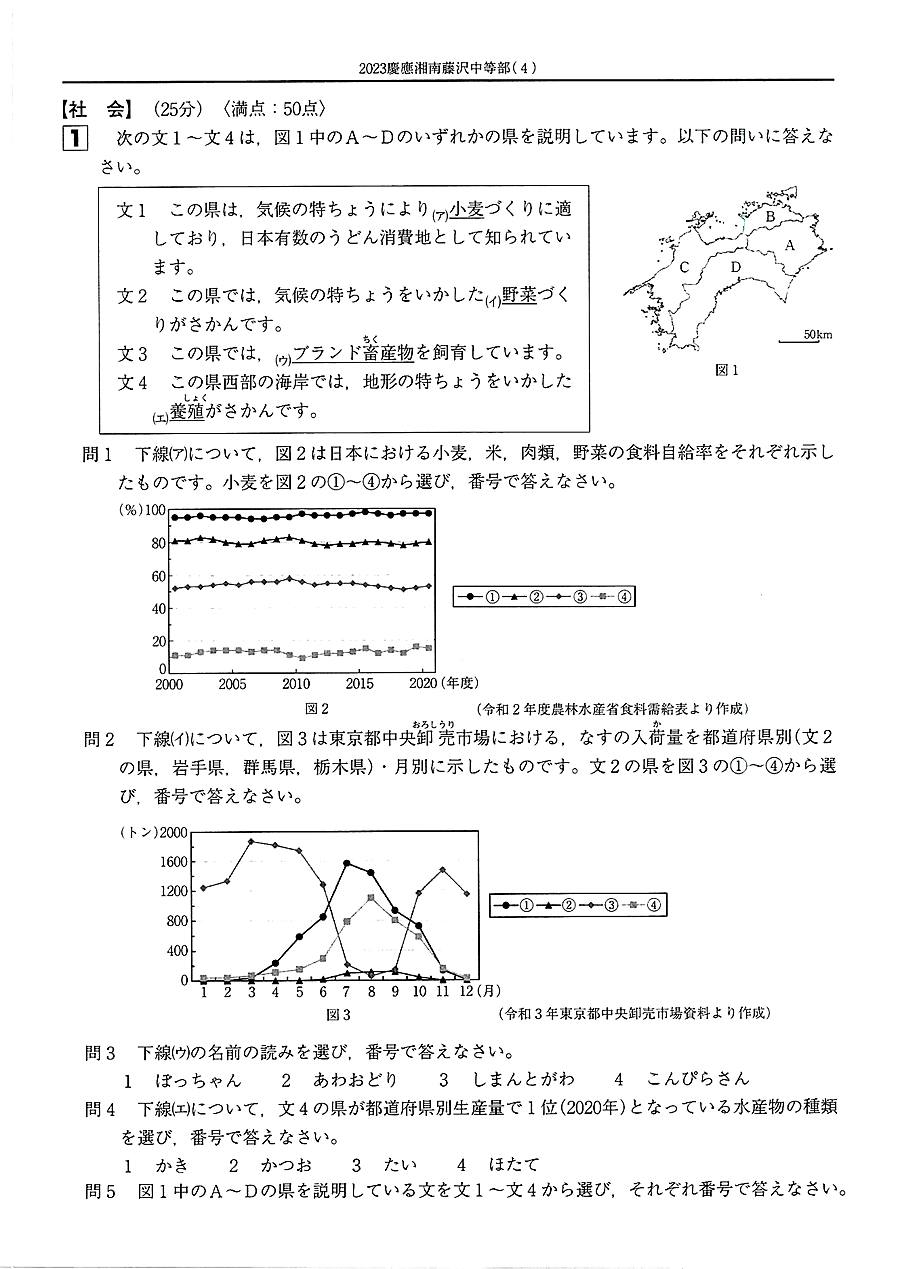 2023慶應湘南藤沢中等部(4)
【社　会】　(25分)　〈満点：50点〉
1　次の文1～文4は，図1中のA～Dのいずれかの県を説明しています。以下の問いに答えな
さい。
文1　この県は，気候の特ちょうにより(ア)小麦づくりに適
しており，日本有数のうどん消費地として知られてい
ます。
文2　この県では，気候の特ちょうをいかした(イ)野菜づく
りがさかんです。
ちく
文3　この県では，(ウ)ブランド畜産物を飼育しています。
文4　この県西部の海岸では，地形の特ちょうをいかした
しょく
(エ)養殖がさかんです。
B
A
C
D
50km
図1
問1　下線(ア)について，図2は日本における小麦，米，肉類，野菜の食料自給率をそれぞれ示し
たものです。小麦を図2の①～④から選び，番号で答えなさい。
(％)100
80
60
40
20
0
2000　2005　2010　2015　2020 (年度)
① ② ③ ④
図2
(令和2年度農林水産省食料需給表より作成)
おろしうり　か
問2　下線(イ)について，図3は東京都中央卸売市場における，なすの入荷量を都道府県別(文2
の県，岩手県，群馬県，栃木県)・月別に示したものです。文2の県を図3の①～④から選
び，番号で答えなさい。
(トン)2000
1600
1200
800
400
0
1　2　3　4　5　6　7　8　9　10　11　12 (月)
① ② ③ ④
図3
(令和3年東京都中央卸売市場資料より作成)
問3　下線(ウ)の名前の読みを選び，番号で答えなさい。
1　ぼっちゃん　　2　あわおどり　　3　しまんとがわ　　4　こんぴらさん
問4　下線(エ)について，文4の県が都道府県別生産量で1位(2020年)となっている水産物の種類
を選び，番号で答えなさい。
1　かき　　2　かつお　　3　たい　　4　ほたて
問5　図1中のA～Dの県を説明している文を文1～文4から選び，それぞれ番号で答えなさい。